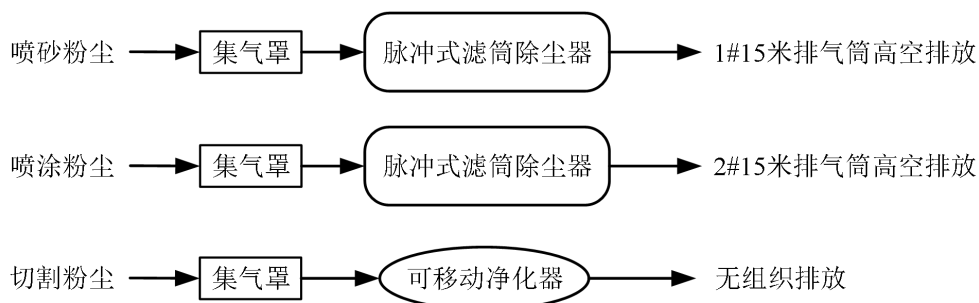 喷砂粉尘 集气罩 脉冲式滤筒除尘器 1#15米排气筒高空排放
喷涂粉尘 集气罩 脉冲式滤筒除尘器 2#15米排气筒高空排放
切割粉尘 集气罩 可移动净化器 无组织排放